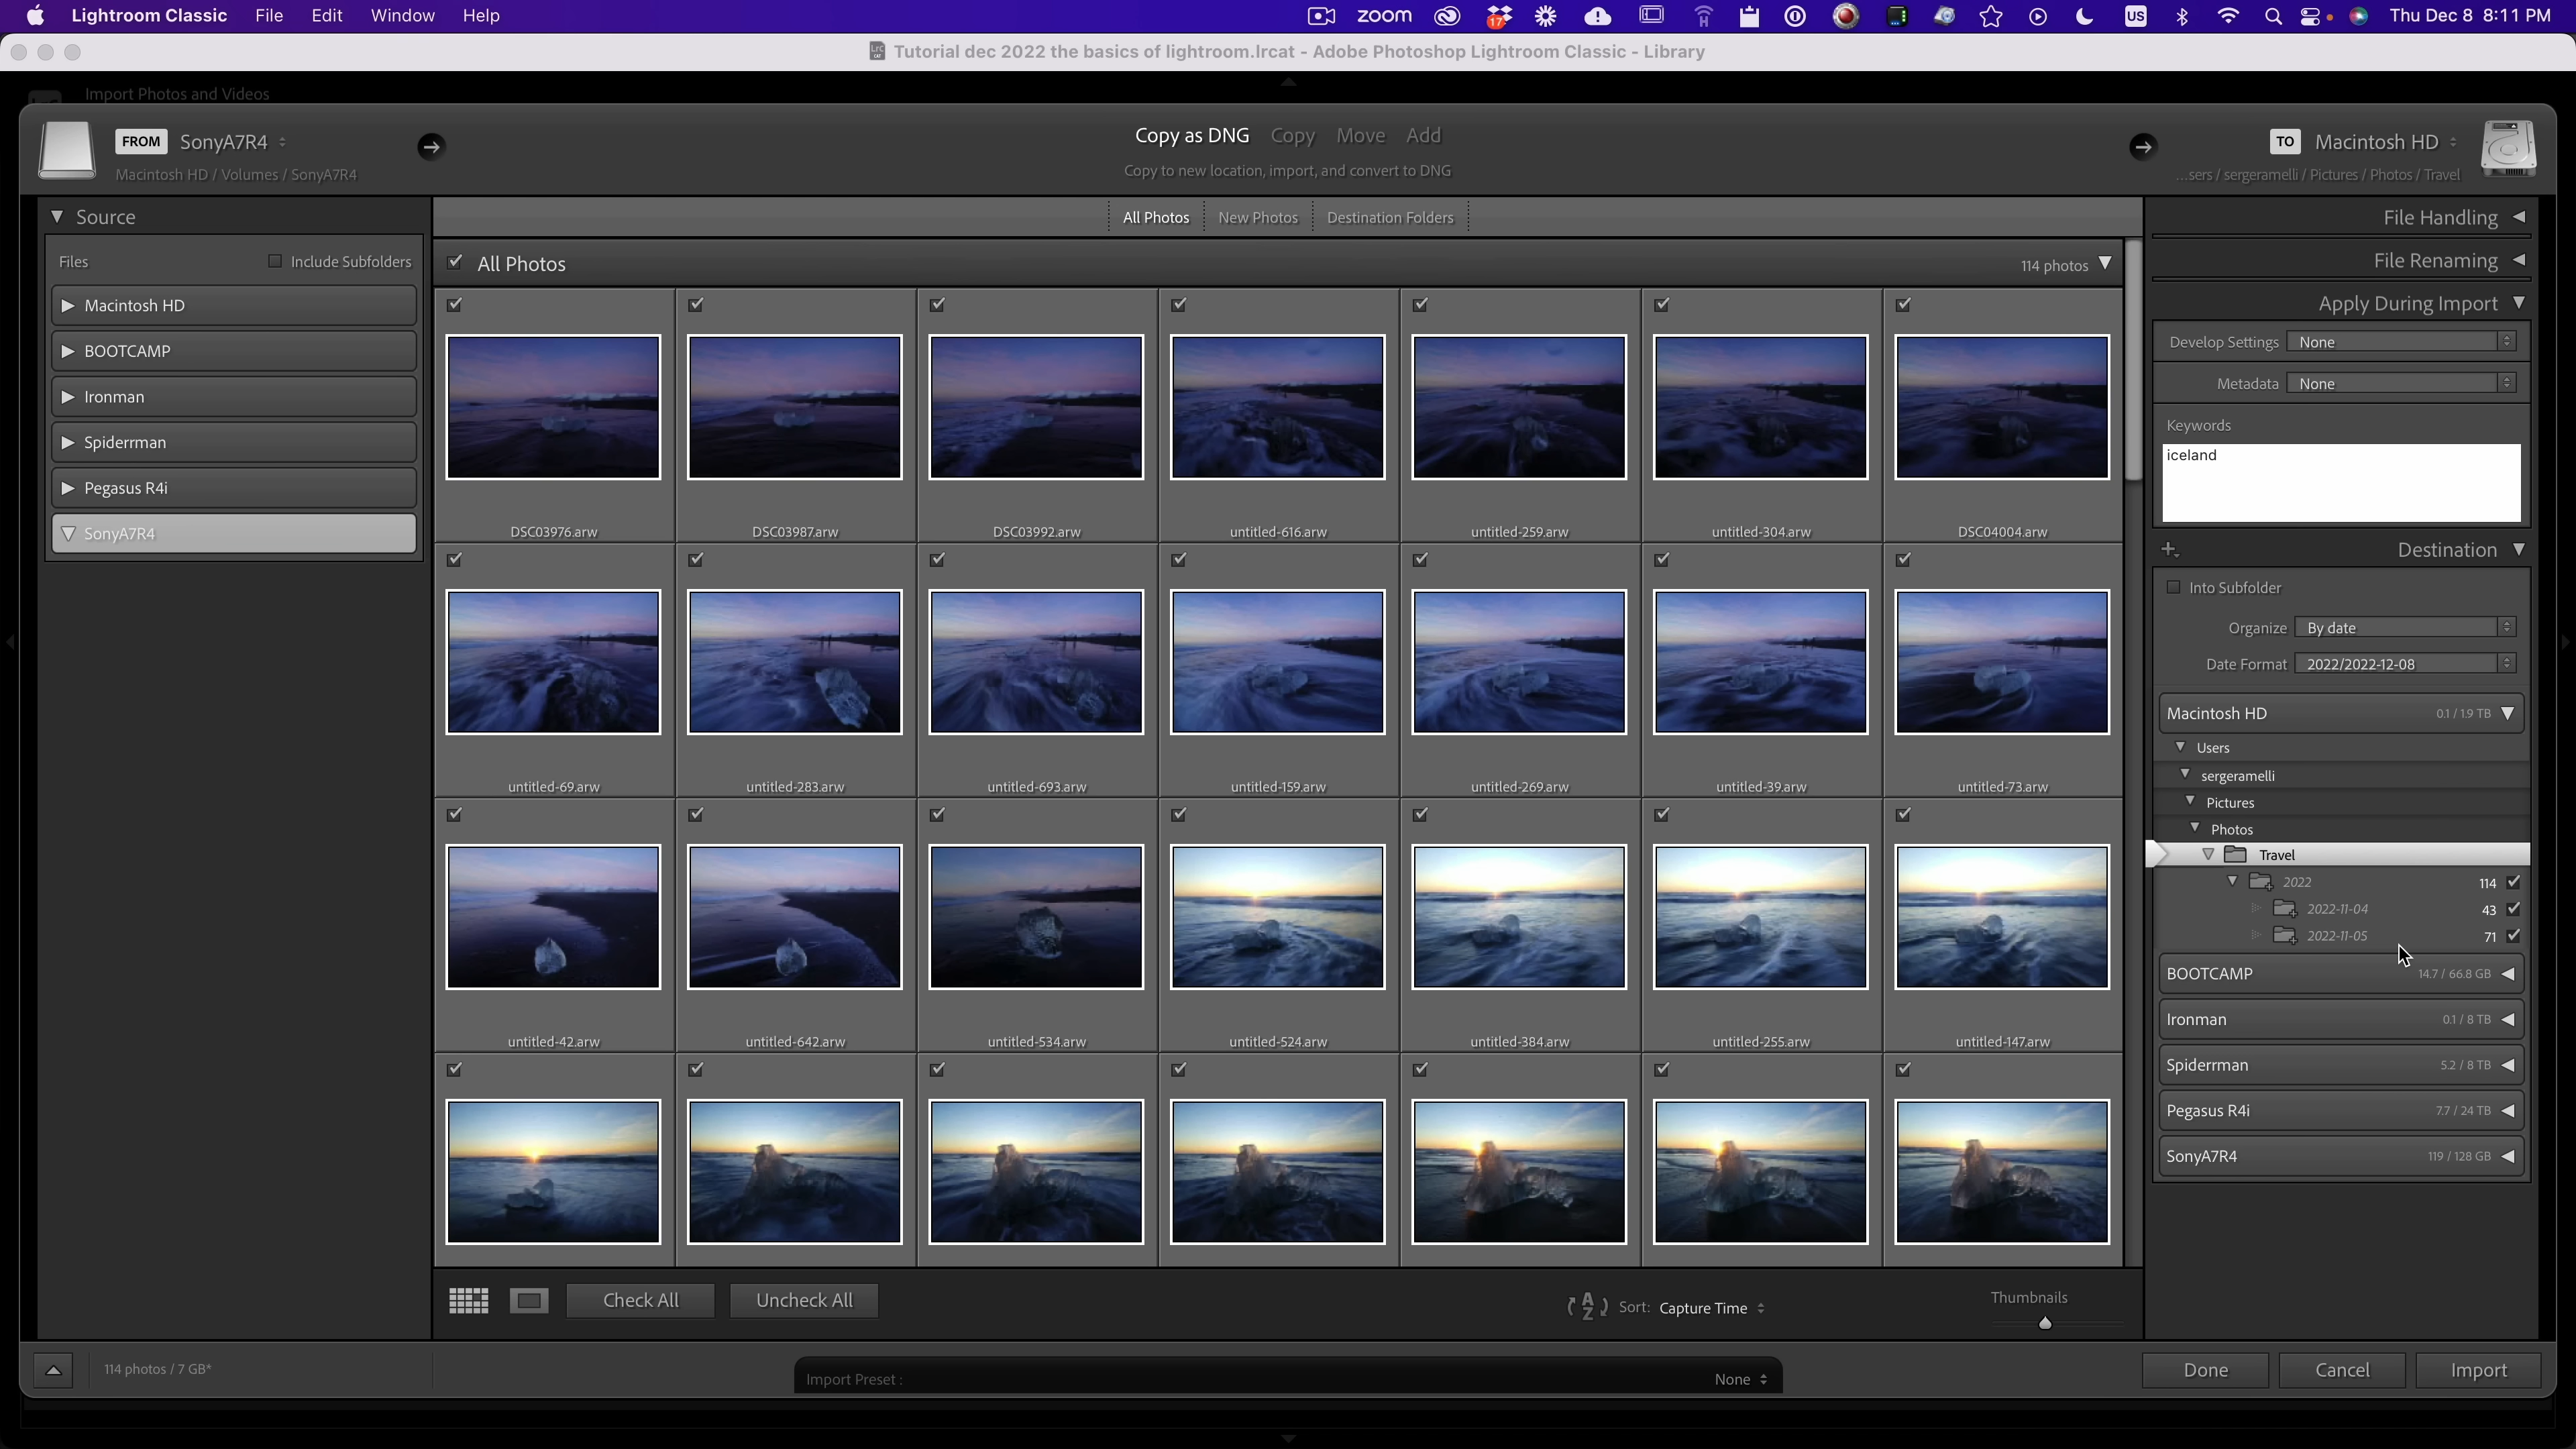 Lightroom Classic File Edit Window Help zoom 17 US Thu Dec 8 8:11 PM
Tutorial dec 2022 the basics of lightroom.lrcat - Adobe Photoshop Lightroom Classic - Library
Import Photos and Videos
FROM SonyA7R4
Macintosh HD / Volumes / SonyA7R4
Copy as DNG Copy Move Add
Copy to new location, import, and convert to DNG
TO Macintosh HD
...sers / sergeramelli / Pictures / Photos / Travel
Source
Files Include Subfolders
Macintosh HD
BOOTCAMP
Ironman
Spiderrman
Pegasus R4i
SonyA7R4
All Photos New Photos Destination Folders
All Photos 114 photos
DSC03976.arw DSC03987.arw DSC03992.arw untitled-616.arw untitled-259.arw untitled-304.arw DSC04004.arw
untitled-69.arw untitled-283.arw untitled-693.arw untitled-159.arw untitled-269.arw untitled-39.arw untitled-73.arw
untitled-42.arw untitled-642.arw untitled-534.arw untitled-524.arw untitled-384.arw untitled-255.arw untitled-147.arw
Check All Uncheck All Sort: Capture Time Thumbnails
File Handling
File Renaming
Apply During Import
Develop Settings None
Metadata None
Keywords
iceland
Destination
Into Subfolder
Organize By date
Date Format 2022/2022-12-08
Macintosh HD 0.1 / 1.9 TB
Users
sergeramelli
Pictures
Photos
Travel
2022 114
2022-11-04 43
2022-11-05 71
BOOTCAMP 14.7 / 66.8 GB
Ironman 0.1 / 8 TB
Spiderrman 5.2 / 8 TB
Pegasus R4i 7.7 / 24 TB
SonyA7R4 119 / 128 GB
114 photos / 7 GB*
Import Preset : None
Done Cancel Import